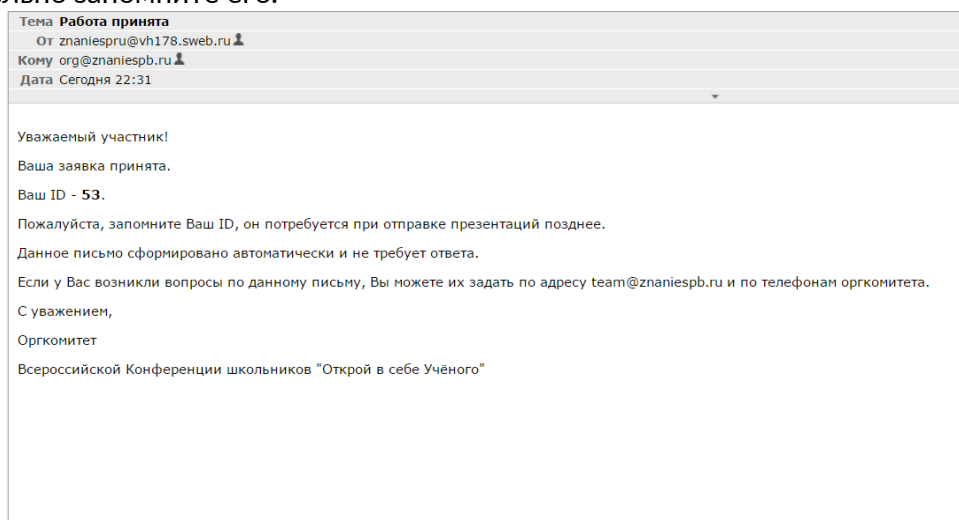 запомните его.
Тема Работа принята
От znaniespru@vh178.sweb.ru
Кому org@znaniespb.ru
Дата Сегодня 22:31
Уважаемый участник!
Ваша заявка принята.
Ваш ID - 53.
Пожалуйста, запомните Ваш ID, он потребуется при отправке презентаций позднее.
Данное письмо сформировано автоматически и не требует ответа.
Если у Вас возникли вопросы по данному письму, Вы можете их задать по адресу team@znaniespb.ru и по телефонам оргкомитета.
С уважением,
Оргкомитет
Всероссийской Конференции школьников "Открой в себе Учёного"